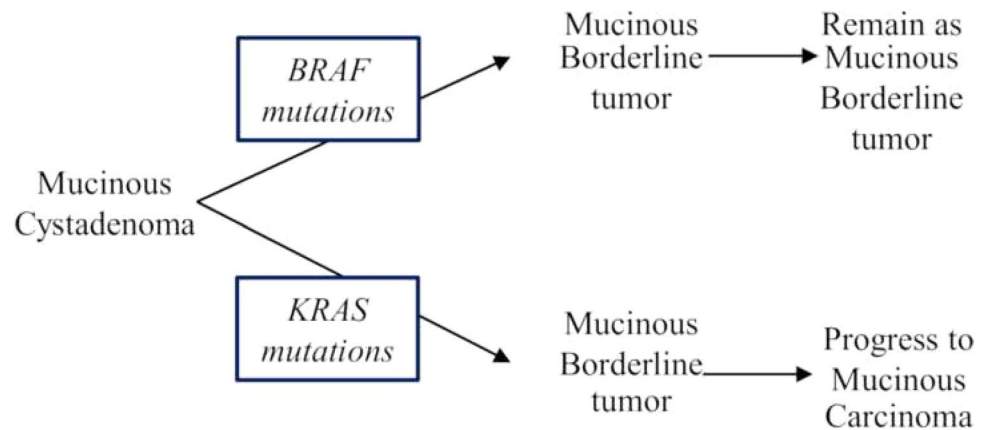 Mucinous
Cystadenoma
BRAF
mutations
Mucinous
Borderline
tumor
Remain as
Mucinous
Borderline
tumor
KRAS
mutations
Mucinous
Borderline
tumor
Progress to
Mucinous
Carcinoma